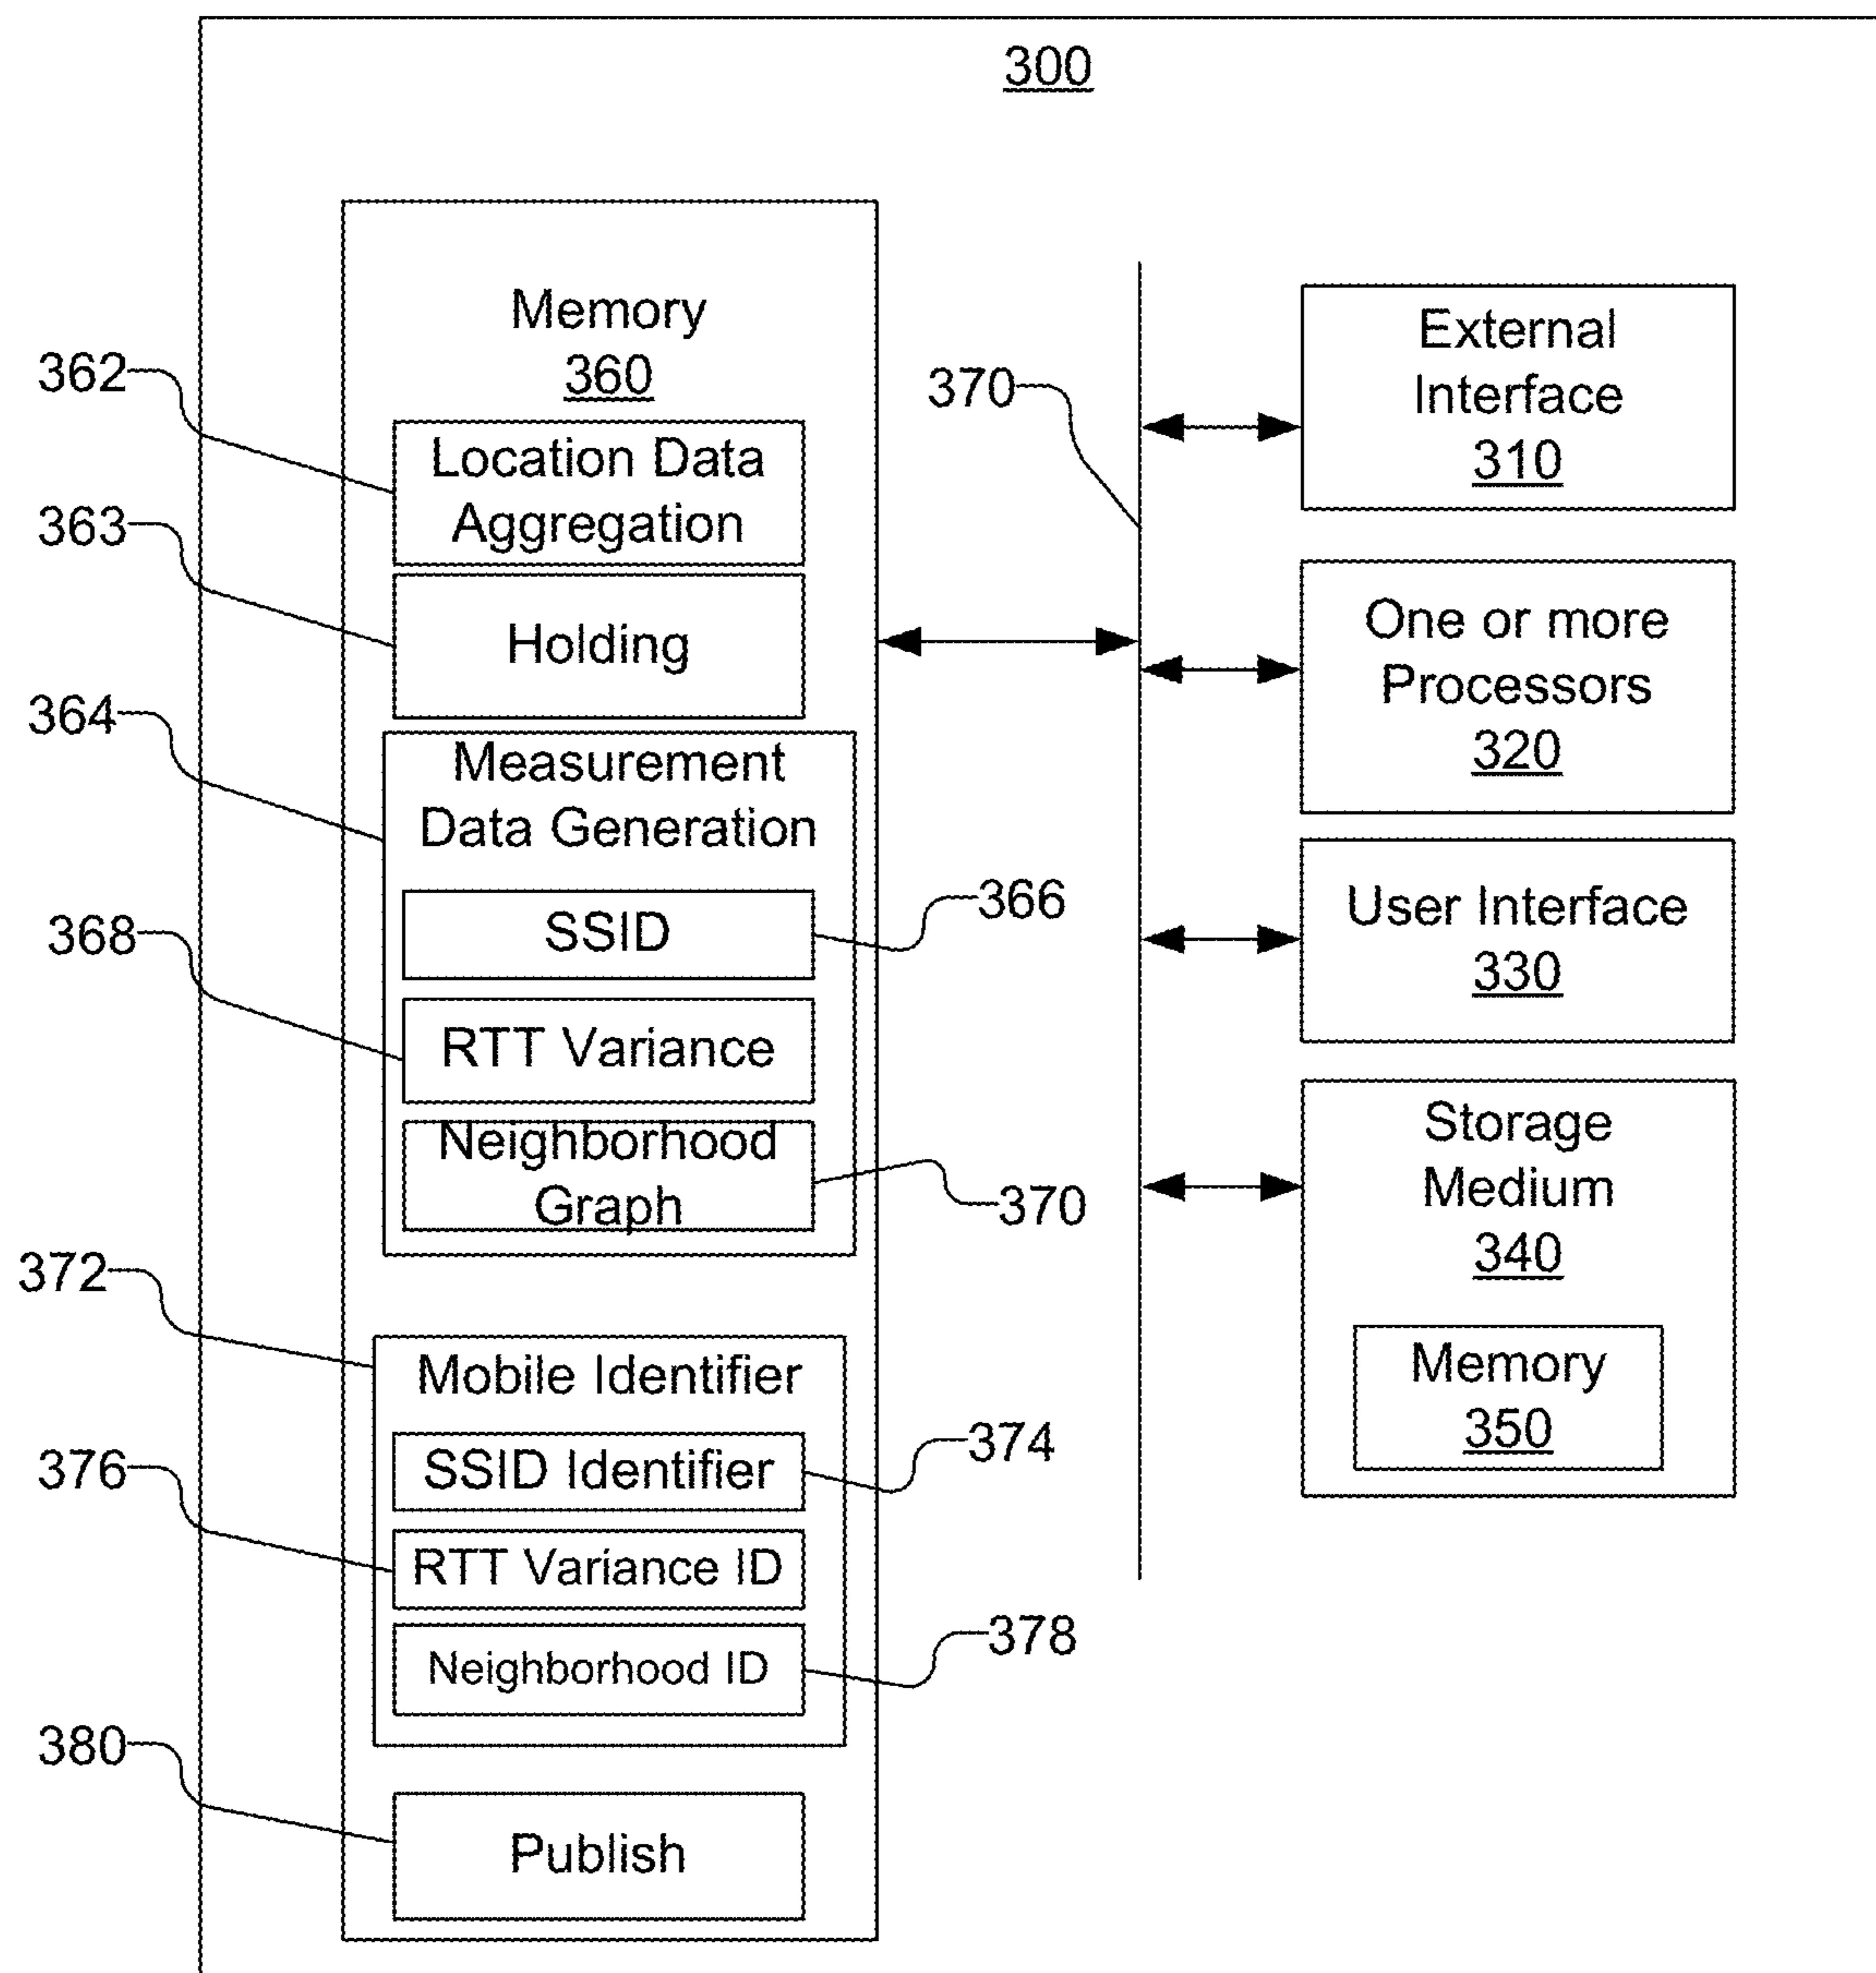 300
Memory
360
362
Location Data
Aggregation
363
Holding
364
Measurement
Data Generation
SSID
366
368
RTT Variance
Neighborhood
Graph
370
372
Mobile Identifier
SSID Identifier
374
376
RTT Variance ID
Neighborhood ID
378
380
Publish
370
External
Interface
310
One or more
Processors
320
User Interface
330
Storage
Medium
340
Memory
350